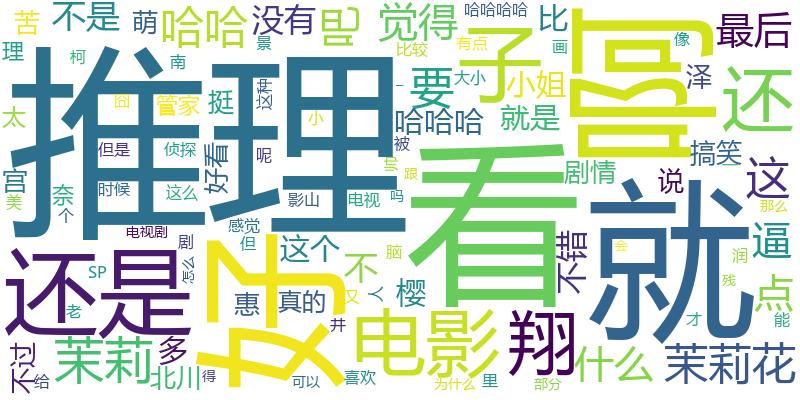 苦
不是
萌
哈哈
没有
吧
觉得
哈哈哈哈
比
最后
理
柯
南
景
比较
有点
画
像
推理
子
啊
还
太
囧
管家
挺
这种
一
要
大小
小姐
泽
小
哈哈哈
就是
但是
侦探
好看
呢
被
帅
看
剧情
搞笑
宫
美
奈
个
时候
这么
影山
电视
吗
跟
说
这
那么
就
电视剧
感觉
但
这个
剧
怎么
SP
还是
好
不
脑
不错
逼
会
润
残
点
惠
真的
又
人
樱
老
井
电影
翔
才
能
不过
茉莉
多
北川
给
得
可以
喜欢
为什么
里
什么
部分
茉莉花